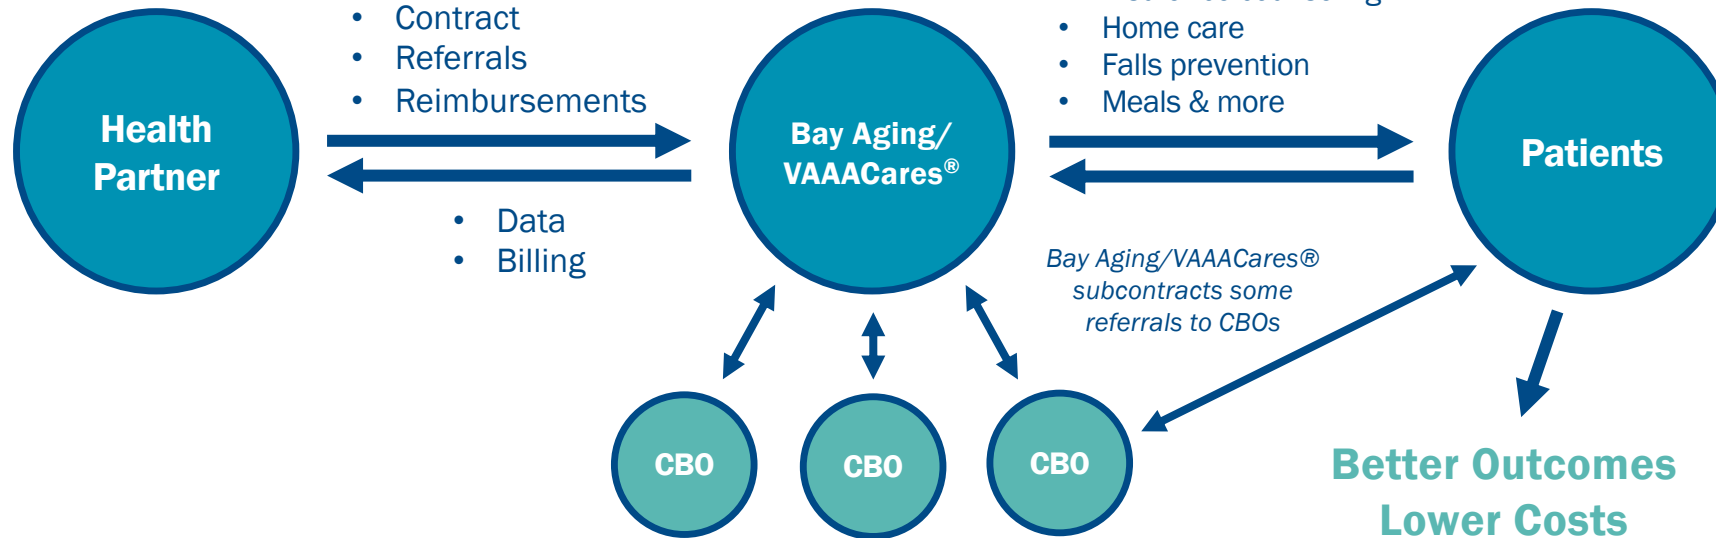 • Contract
• Referrals
• Reimbursements
• Home care
• Falls prevention
• Meals & more
Health
Partner
Bay Aging/
VAAACares®
Patients
• Data
• Billing
Bay Aging/VAAACares®
subcontracts some
referrals to CBOs
CBO
CBO
CBO
Better Outcomes
Lower Costs